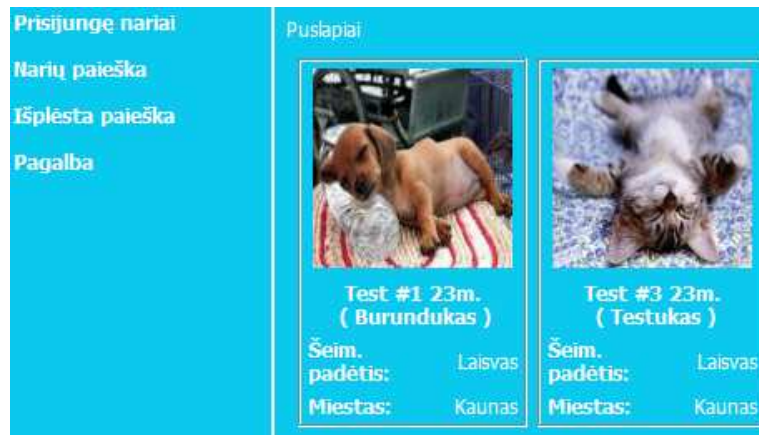 Prisijungę nariai
Narių paieška
Išplėsta paieška
Pagalba
Puslapiai
Test #1 23m.
( Burundukas )
Šeim.
padėtis: Laisvas
Miestas: Kaunas
Test #3 23m.
( Testukas )
Šeim.
padėtis: Laisvas
Miestas: Kaunas